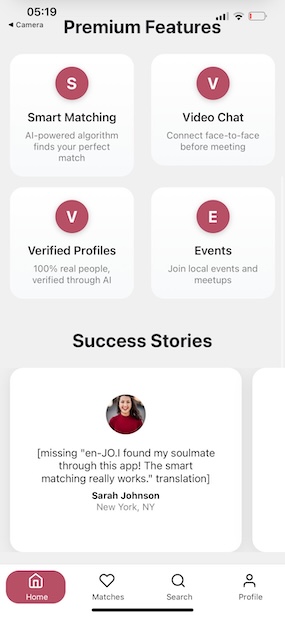 05:19
◀ Camera
Premium Features
S
V
Smart Matching
Video Chat
AI-powered algorithm
finds your perfect
match
Connect face-to-face
before meeting
V
E
Verified Profiles
Events
100% real people,
verified through AI
Join local events and
meetups
Success Stories
[missing "en-JO.I found my soulmate
through this app! The smart
matching really works." translation]
Sarah Johnson
New York, NY
Home
Matches
Search
Profile